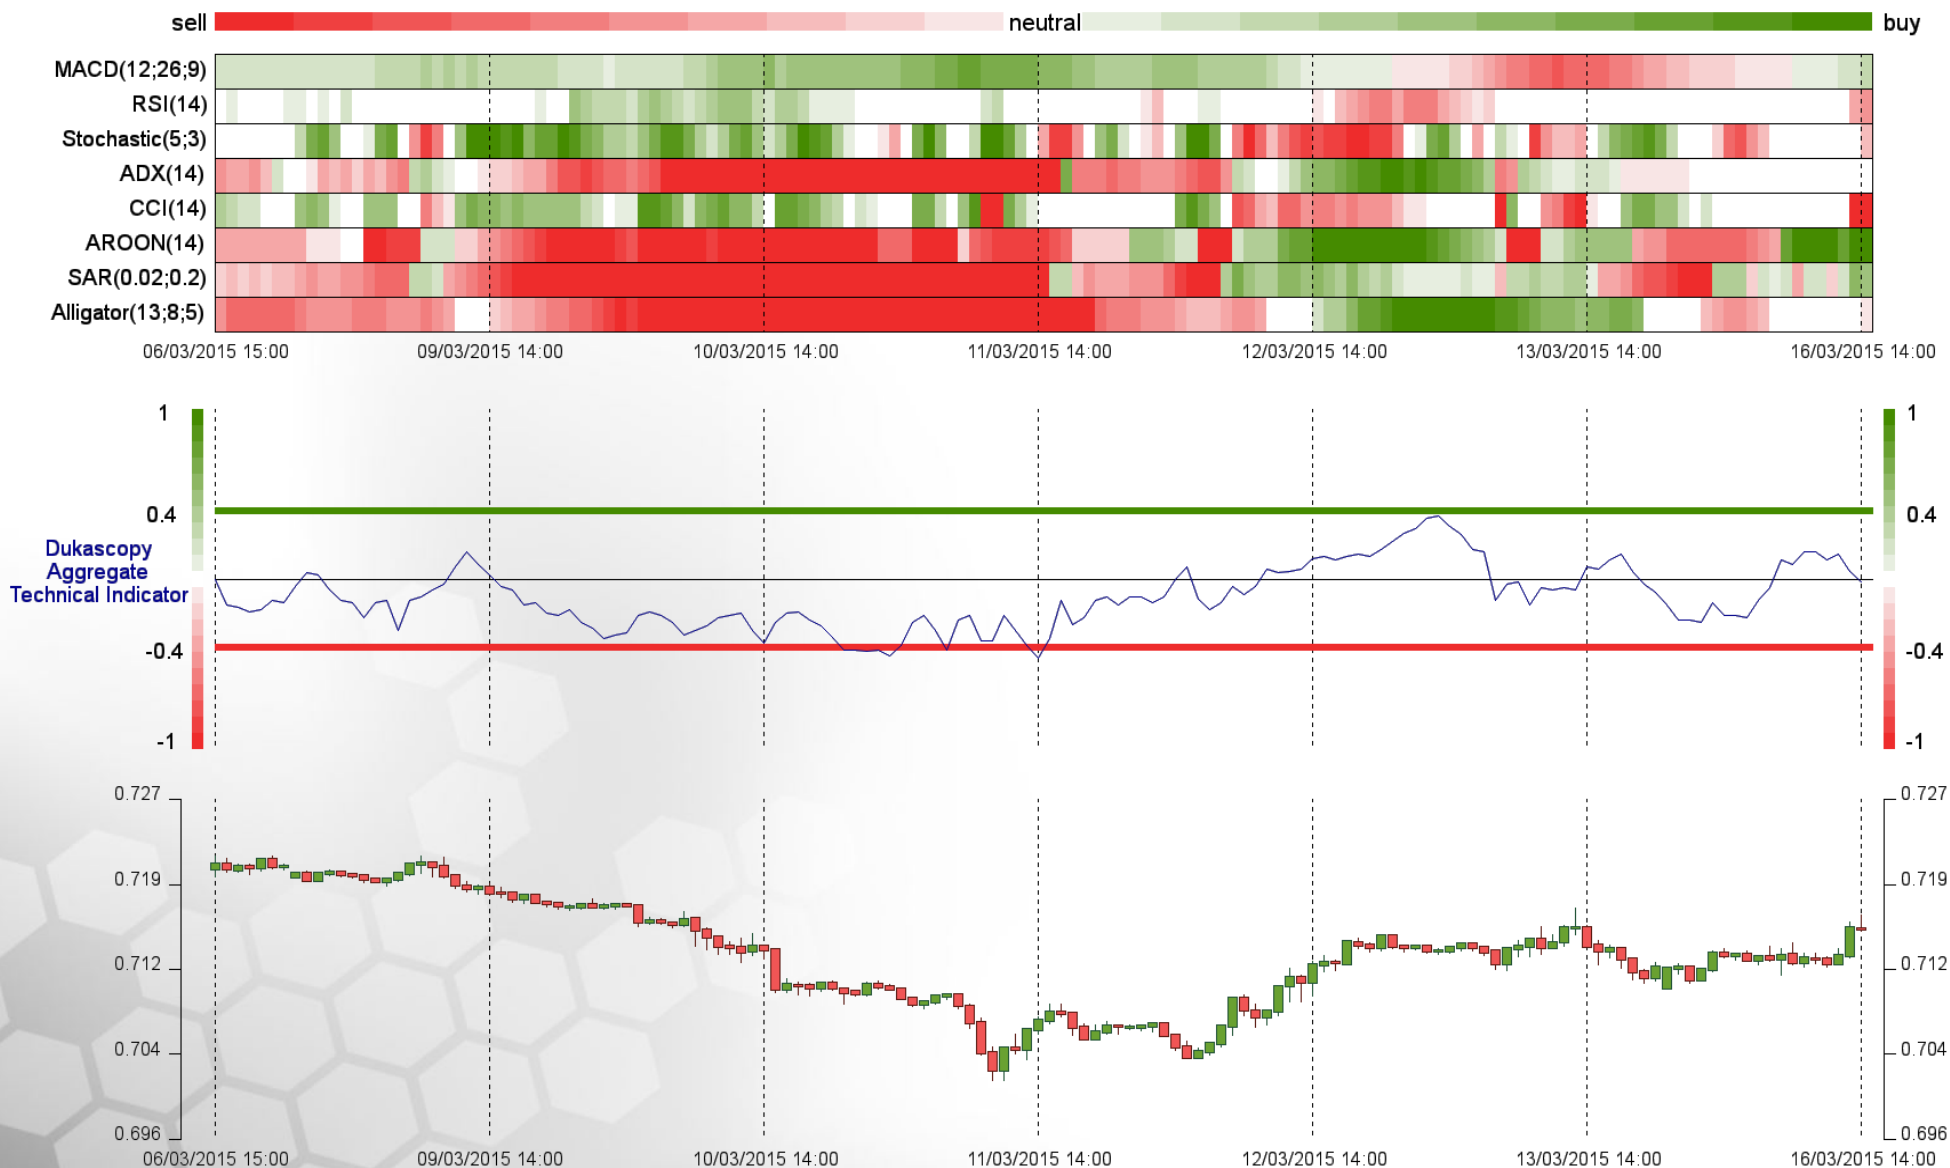 sell neutral buy
MACD(12;26;9)
RSI(14)
Stochastic(5;3)
ADX(14)
CCI(14)
AROON(14)
SAR(0.02;0.2)
Alligator(13;8;5)
06/03/2015 15:00 09/03/2015 14:00 10/03/2015 14:00 11/03/2015 14:00 12/03/2015 14:00 13/03/2015 14:00 16/03/2015 14:00
1 1
0.4 0.4
Dukascopy
Aggregate
Technical Indicator
-0.4 -0.4
-1 -1
0.727 0.727
0.719 0.719
0.712 0.712
0.704 0.704
0.696 0.696
06/03/2015 15:00 09/03/2015 14:00 10/03/2015 14:00 11/03/2015 14:00 12/03/2015 14:00 13/03/2015 14:00 16/03/2015 14:00